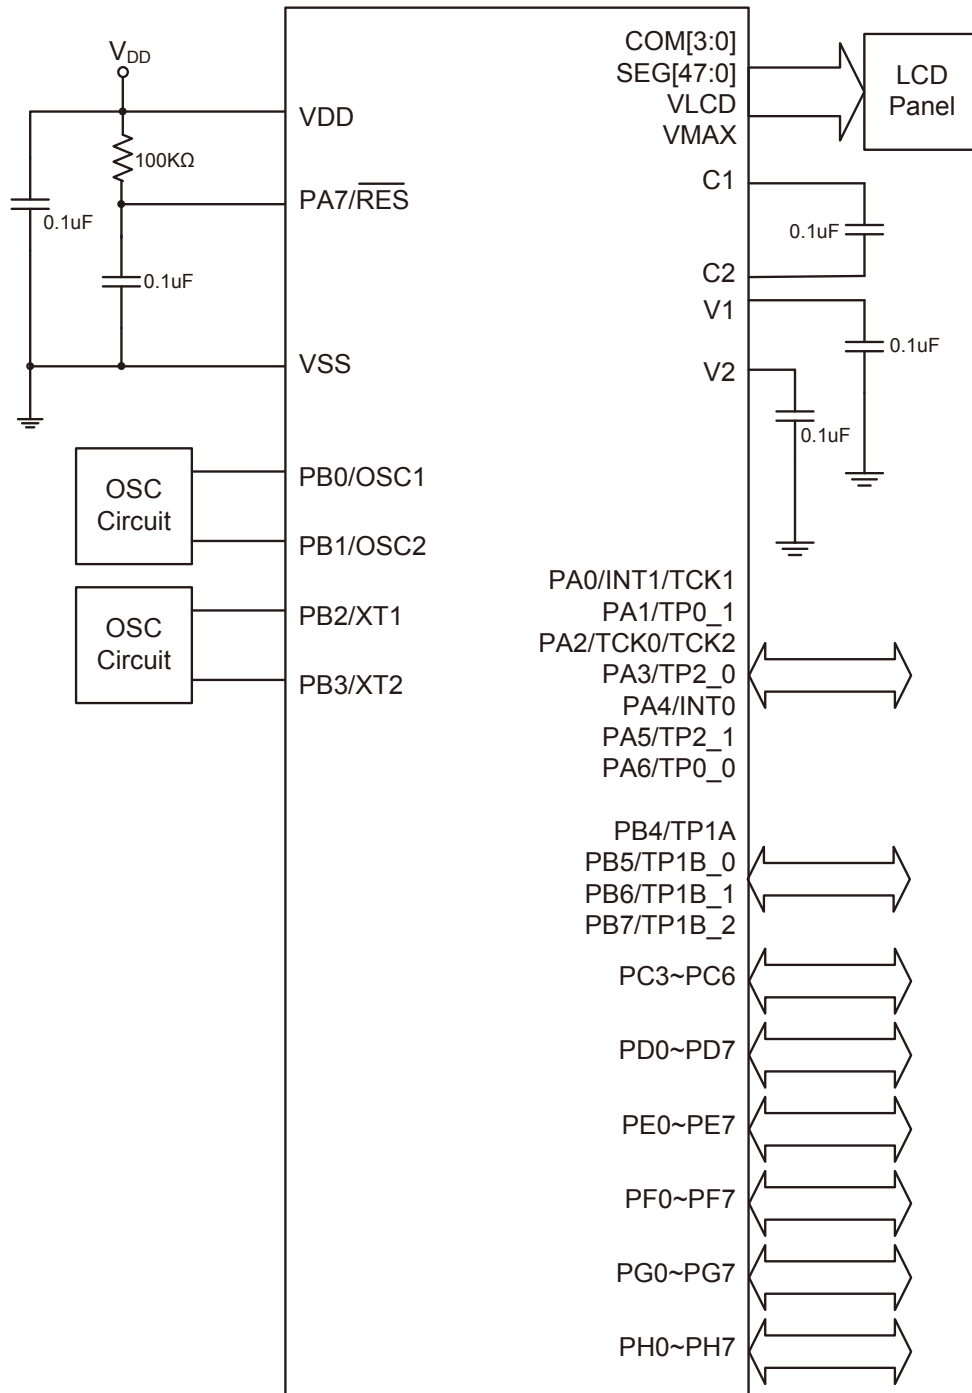 V_DD
VDD
100KΩ
PA7/R̅E̅S̅
0.1uF
0.1uF
VSS
OSC
Circuit
PB0/OSC1
PB1/OSC2
OSC
Circuit
PB2/XT1
PB3/XT2
COM[3:0]
SEG[47:0]
VLCD
VMAX
LCD
Panel
C1
0.1uF
C2
V1
0.1uF
V2
0.1uF
PA0/INT1/TCK1
PA1/TP0_1
PA2/TCK0/TCK2
PA3/TP2_0
PA4/INT0
PA5/TP2_1
PA6/TP0_0
PB4/TP1A
PB5/TP1B_0
PB6/TP1B_1
PB7/TP1B_2
PC3~PC6
PD0~PD7
PE0~PE7
PF0~PF7
PG0~PG7
PH0~PH7